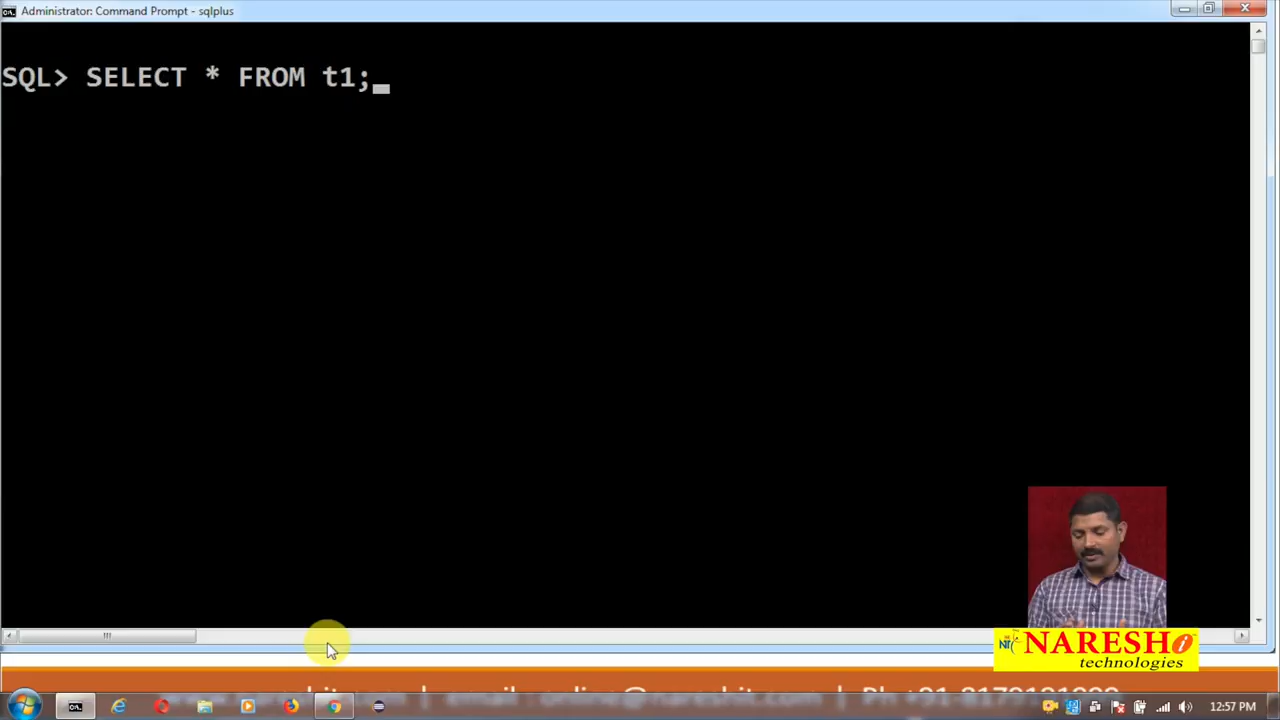 Administrator: Command Prompt - sqlplus
SQL> SELECT * FROM t1;
NARESH i
technologies
12:57 PM